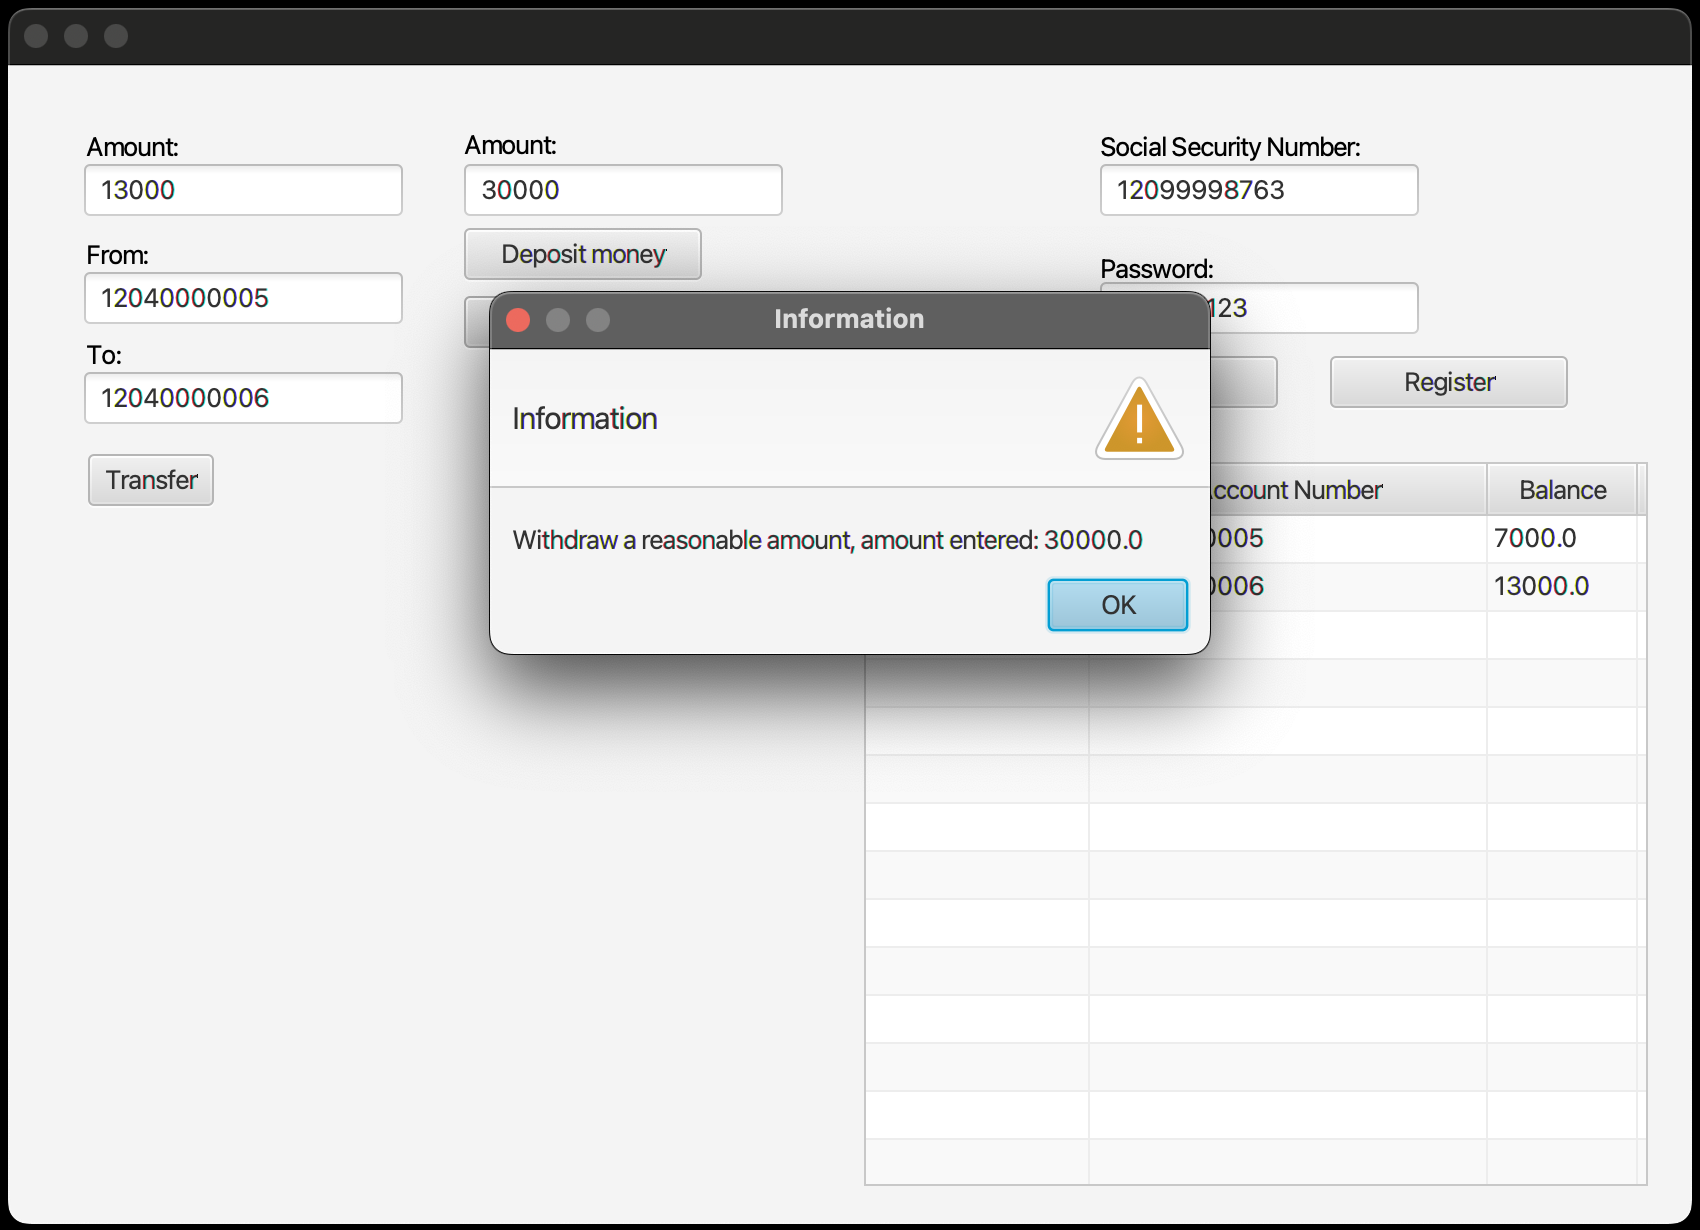 Amount:
13000
From:
12040000005
To:
12040000006
Transfer
Amount:
30000
Deposit money
Social Security Number:
12099998763
Password:
123
Register
Information
Information
Withdraw a reasonable amount, amount entered: 30000.0
OK
ccount Number Balance
0005 7000.0
0006 13000.0